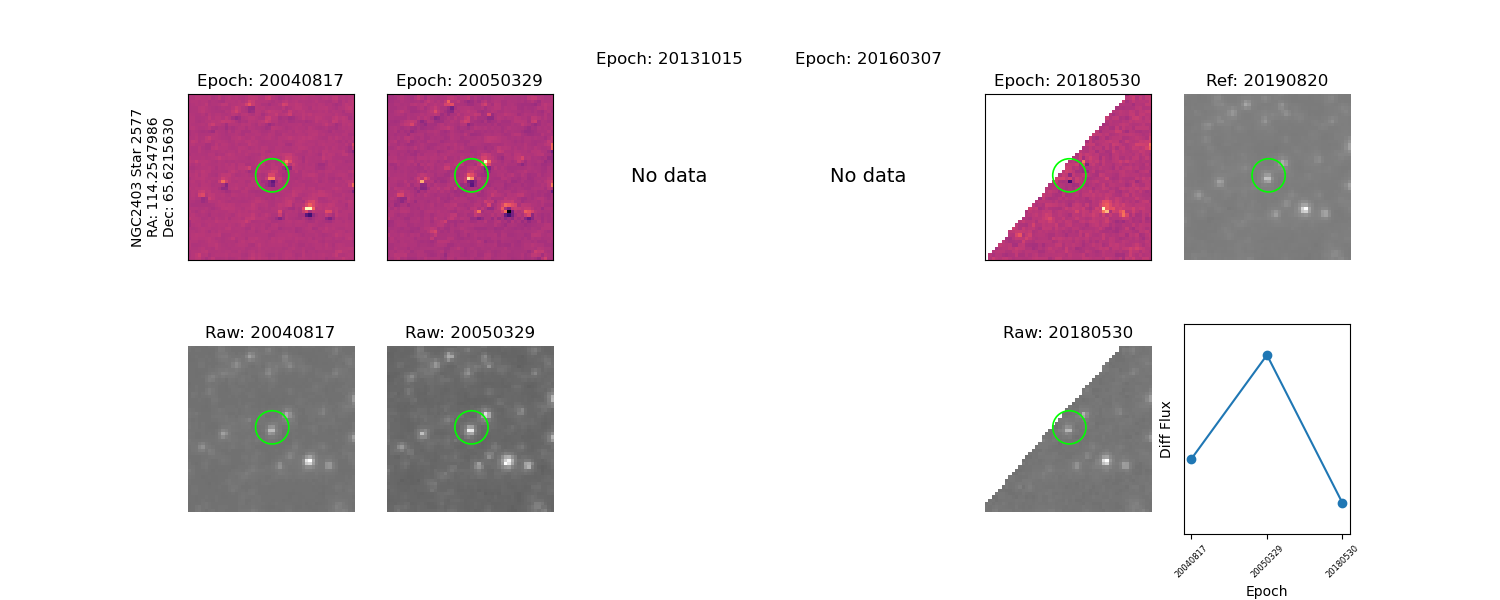 Epoch: 20040817
Epoch: 20050329
Epoch: 20131015
Epoch: 20160307
Epoch: 20180530
Ref: 20190820
NGC2403 Star 2577
RA: 114.2547986
Dec: 65.6215630
No data
No data
Raw: 20040817
Raw: 20050329
Raw: 20180530
Diff Flux
20040817
20050329
20180530
Epoch